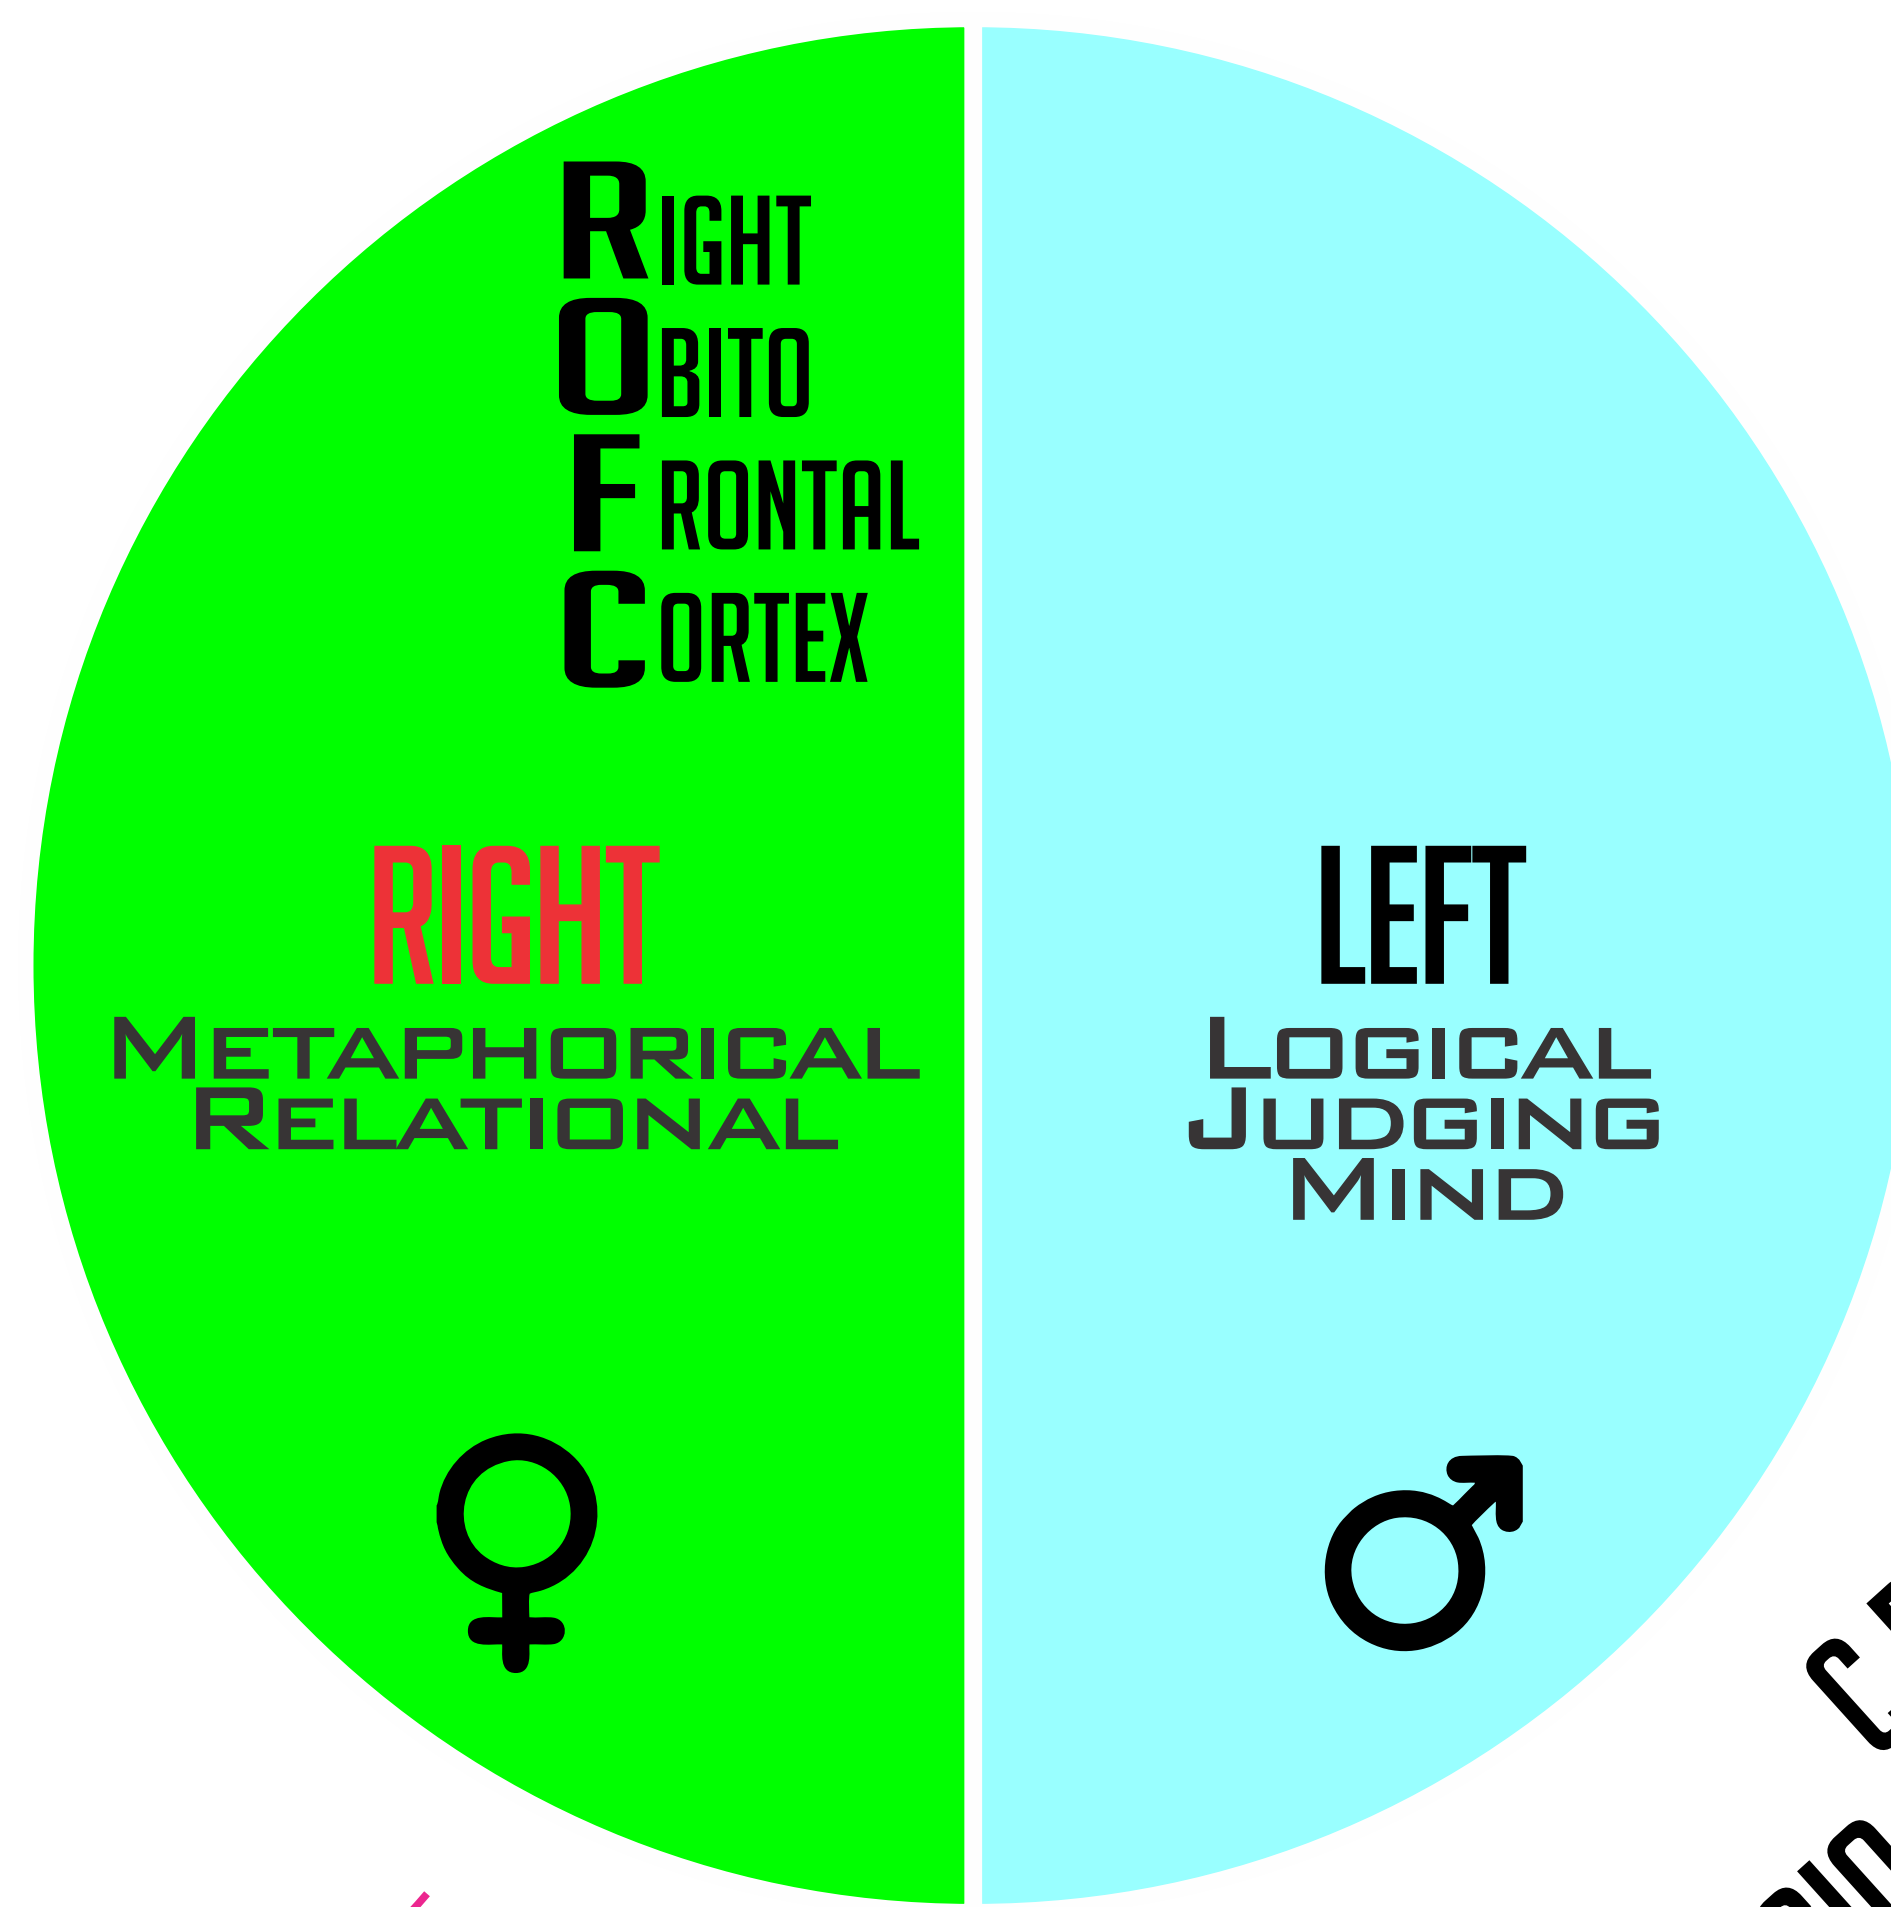 RIGHT
OBITO
FRONTAL
CORTEX
RIGHT
METAPHORICAL
RELATIONAL
LEFT
LOGICAL
JUDGING
MIND